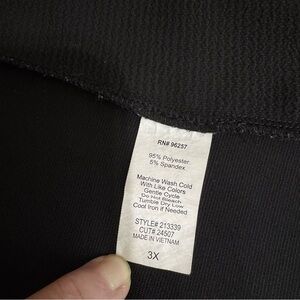 RN# 96257
95% Polyester
5% Spandex
Machine Wash Cold
With Like Colors
Gentle Cycle
Do Not Bleach
Tumble Dry Low
Cool Iron if Needed
STYLE# 213339
CUT# 24507
MADE IN VIETNAM
3X